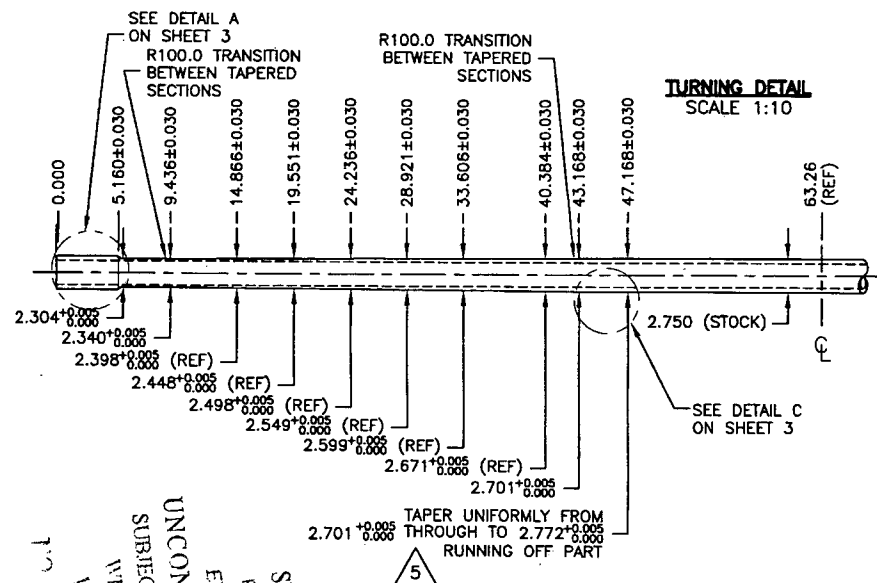 SEE DETAIL A
ON SHEET 3
R100.0 TRANSITION
BETWEEN TAPERED
SECTIONS
R100.0 TRANSITION
BETWEEN TAPERED
SECTIONS
TURNING DETAIL
SCALE 1:10
0.000
5.160±0.030
9.436±0.030
14.866±0.030
19.551±0.030
24.236±0.030
28.921±0.030
33.606±0.030
40.384±0.030
43.168±0.030
47.168±0.030
63.26
(REF)
2.304+0.005 0.000
2.340+0.005 0.000
2.398+0.005 0.000 (REF)
2.448+0.005 0.000 (REF)
2.498+0.005 0.000 (REF)
2.549+0.005 0.000 (REF)
2.599+0.005 0.000 (REF)
2.671+0.005 0.000 (REF)
2.701+0.005 0.000
2.750 (STOCK)
℄
SEE DETAIL C
ON SHEET 3
TAPER UNIFORMLY FROM
2.701 +0.005 0.000 THROUGH TO 2.772+0.005 0.000
RUNNING OFF PART
5
UNCON
SUBJEC